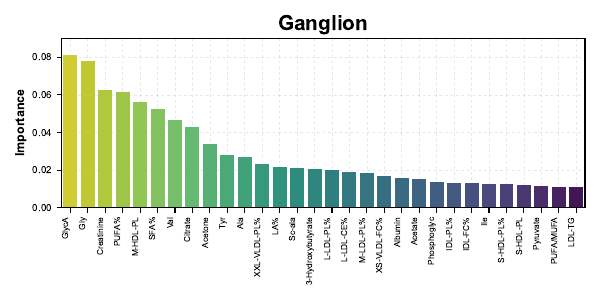 Ganglion
Importance
0.08
0.06
0.04
0.02
0.00
GlycA
Gly
Creatinine
PUFA%
M-HDL-PL
SFA%
Val
Citrate
Acetone
Tyr
Ala
XXL-VLDL-PL%
LA%
Sc-ala
3-Hydroxybutyrate
L-LDL-PL%
L-LDL-CE%
M-LDL-PL%
XS-VLDL-FC%
Albumin
Acetate
Phosphoglyc
IDL-PL%
IDL-FC%
Ile
S-HDL-PL%
S-HDL-PL
Pyruvate
PUFA/MUFA
LDL-TG